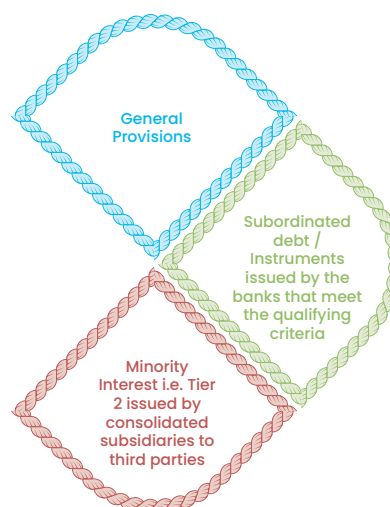 General
Provisions
Subordinated
debt /
Instruments
issued by the
banks that meet
the qualifying
criteria
Minority
Interest i.e. Tier
2 issued by
consolidated
subsidiaries to
third parties